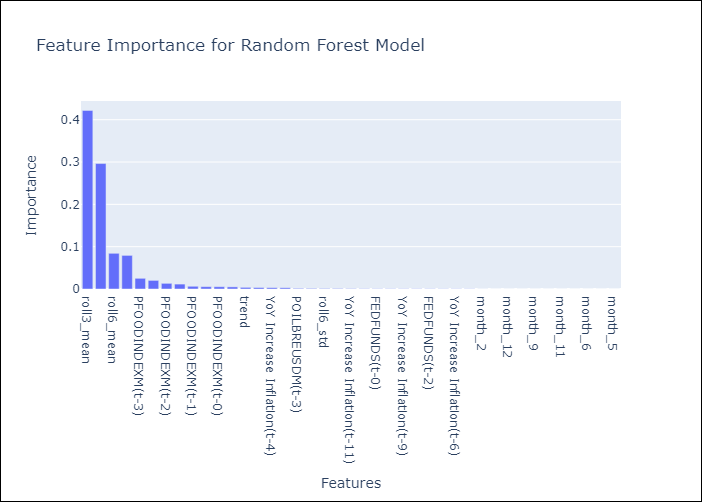 Feature Importance for Random Forest Model
Importance
0.4
0.3
0.2
0.1
0
roll3_mean
roll6_mean
PFOODINDEXM(t-3)
PFOODINDEXM(t-2)
PFOODINDEXM(t-1)
PFOODINDEXM(t-0)
trend
YoY Increase Inflation(t-4)
POILBREUSDM(t-3)
roll6_std
YoY Increase Inflation(t-11)
FEDFUNDS(t-0)
YoY Increase Inflation(t-9)
FEDFUNDS(t-2)
YoY Increase Inflation(t-6)
month_2
month_12
month_9
month_11
month_6
month_5
Features